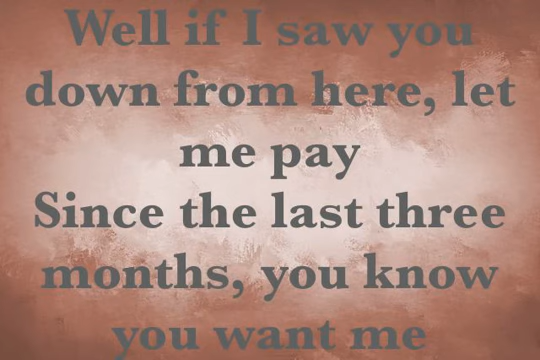 Well if I saw you
down from here, let
me pay
Since the last three
months, you know
you want me